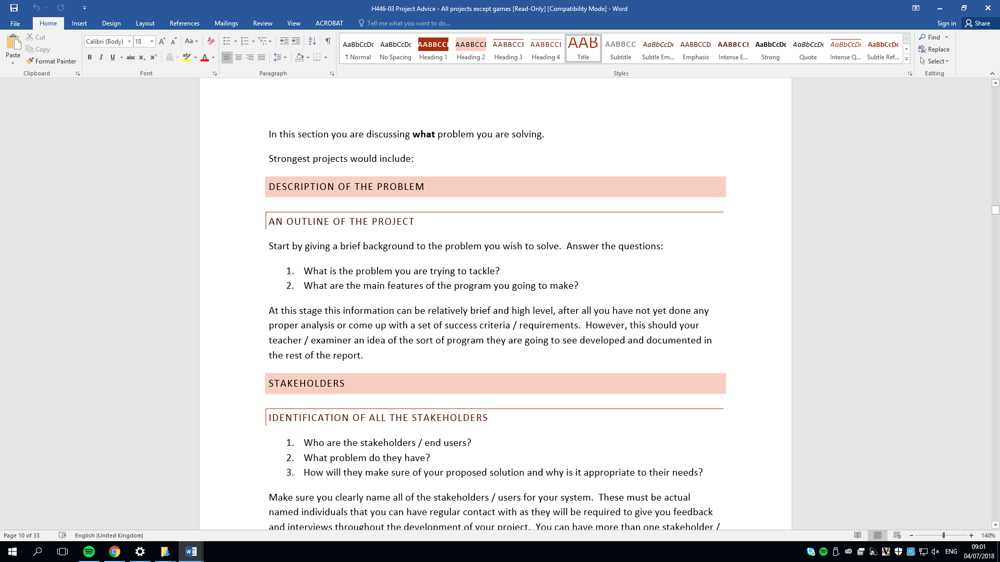 H446-03 Project Advice - All projects except games [Read-Only] [Compatibility Mode] - Word
File Home Insert Design Layout References Mailings Review View ACROBAT Tell me what you want to do... Sign in Share
Paste Cut Copy Format Painter
Calibri (Body) 18
AaBbCcDc AaBbCcDc AABBCCI AABBCCI AABBCCI AABBCCI AAB AABBCC AaBbCcDc AABBCCD AABBCCI AaBbCcDc AaBbCcDc AaBbCcDc AaBbCcDc
¶ Normal No Spacing Heading 1 Heading 2 Heading 3 Heading 4 Title Subtitle Subtle Em... Emphasis Intense E... Strong Quote Intense Q... Subtle Ref...
Find
Replace
Select
Clipboard Font Paragraph Styles Editing
In this section you are discussing what problem you are solving.
Strongest projects would include:
DESCRIPTION OF THE PROBLEM
AN OUTLINE OF THE PROJECT
Start by giving a brief background to the problem you wish to solve. Answer the questions:
1. What is the problem you are trying to tackle?
2. What are the main features of the program you going to make?
At this stage this information can be relatively brief and high level, after all you have not yet done any
proper analysis or come up with a set of success criteria / requirements. However, this should your
teacher / examiner an idea of the sort of program they are going to see developed and documented in
the rest of the report.
STAKEHOLDERS
IDENTIFICATION OF ALL THE STAKEHOLDERS
1. Who are the stakeholders / end users?
2. What problem do they have?
3. How will they make sure of your proposed solution and why is it appropriate to their needs?
Make sure you clearly name all of the stakeholders / users for your system. These must be actual
named individuals that you can have regular contact with as they will be required to give you feedback
and interviews throughout the development of your project. You can have more than one stakeholder /
Page 10 of 33 English (United Kingdom) 140%
ENG 09:01
04/07/2018